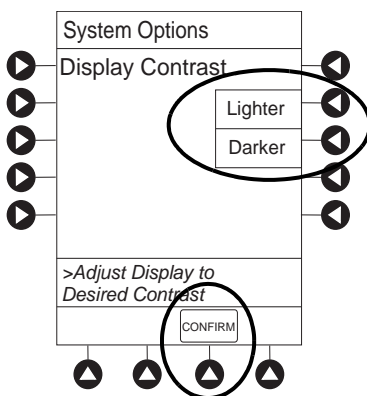 System Options
Display Contrast
Lighter
Darker
>Adjust Display to
Desired Contrast
CONFIRM